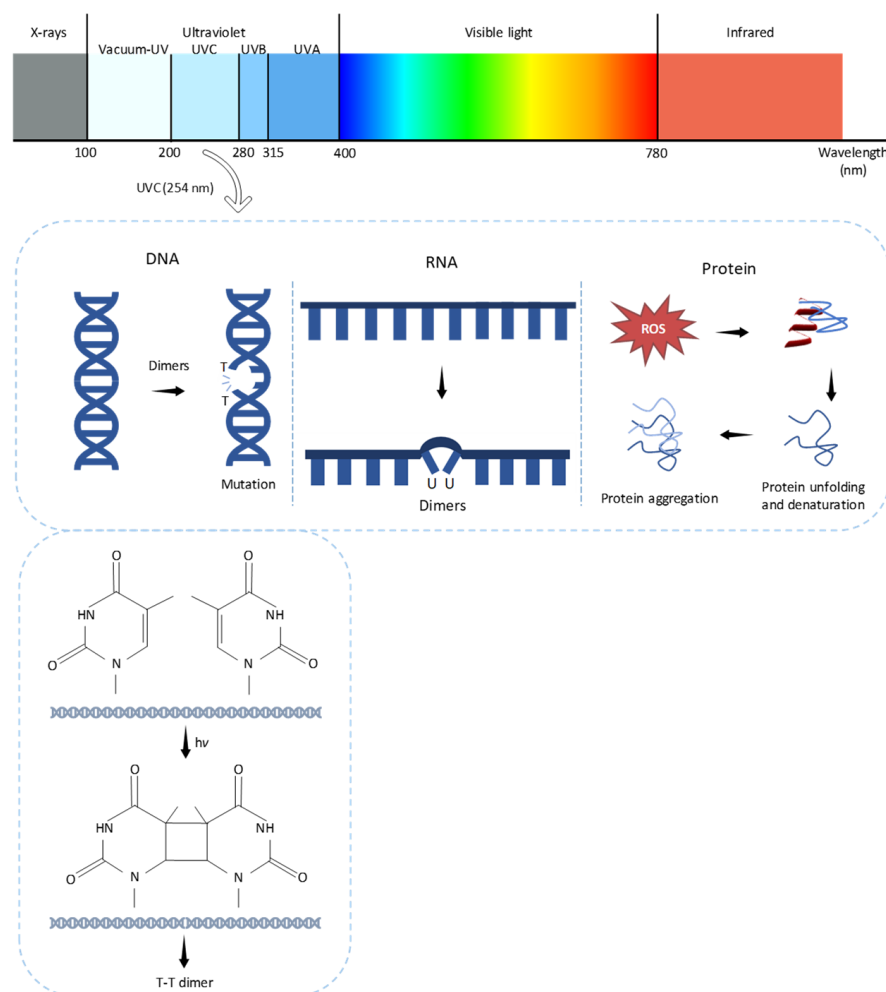 X-rays
Ultraviolet
Visible light
Infrared
Vacuum-UV
UVC
UVB
UVA
100
200
280
315
400
780
Wavelength
(nm)
UVC (254 nm)
DNA
RNA
Protein
Dimers
T
T
Mutation
U U
Dimers
ROS
Protein aggregation
Protein unfolding
and denaturation
O
O
HN
NH
O
N
N
O
hv
O
O
HN
NH
O
N
N
O
T-T dimer